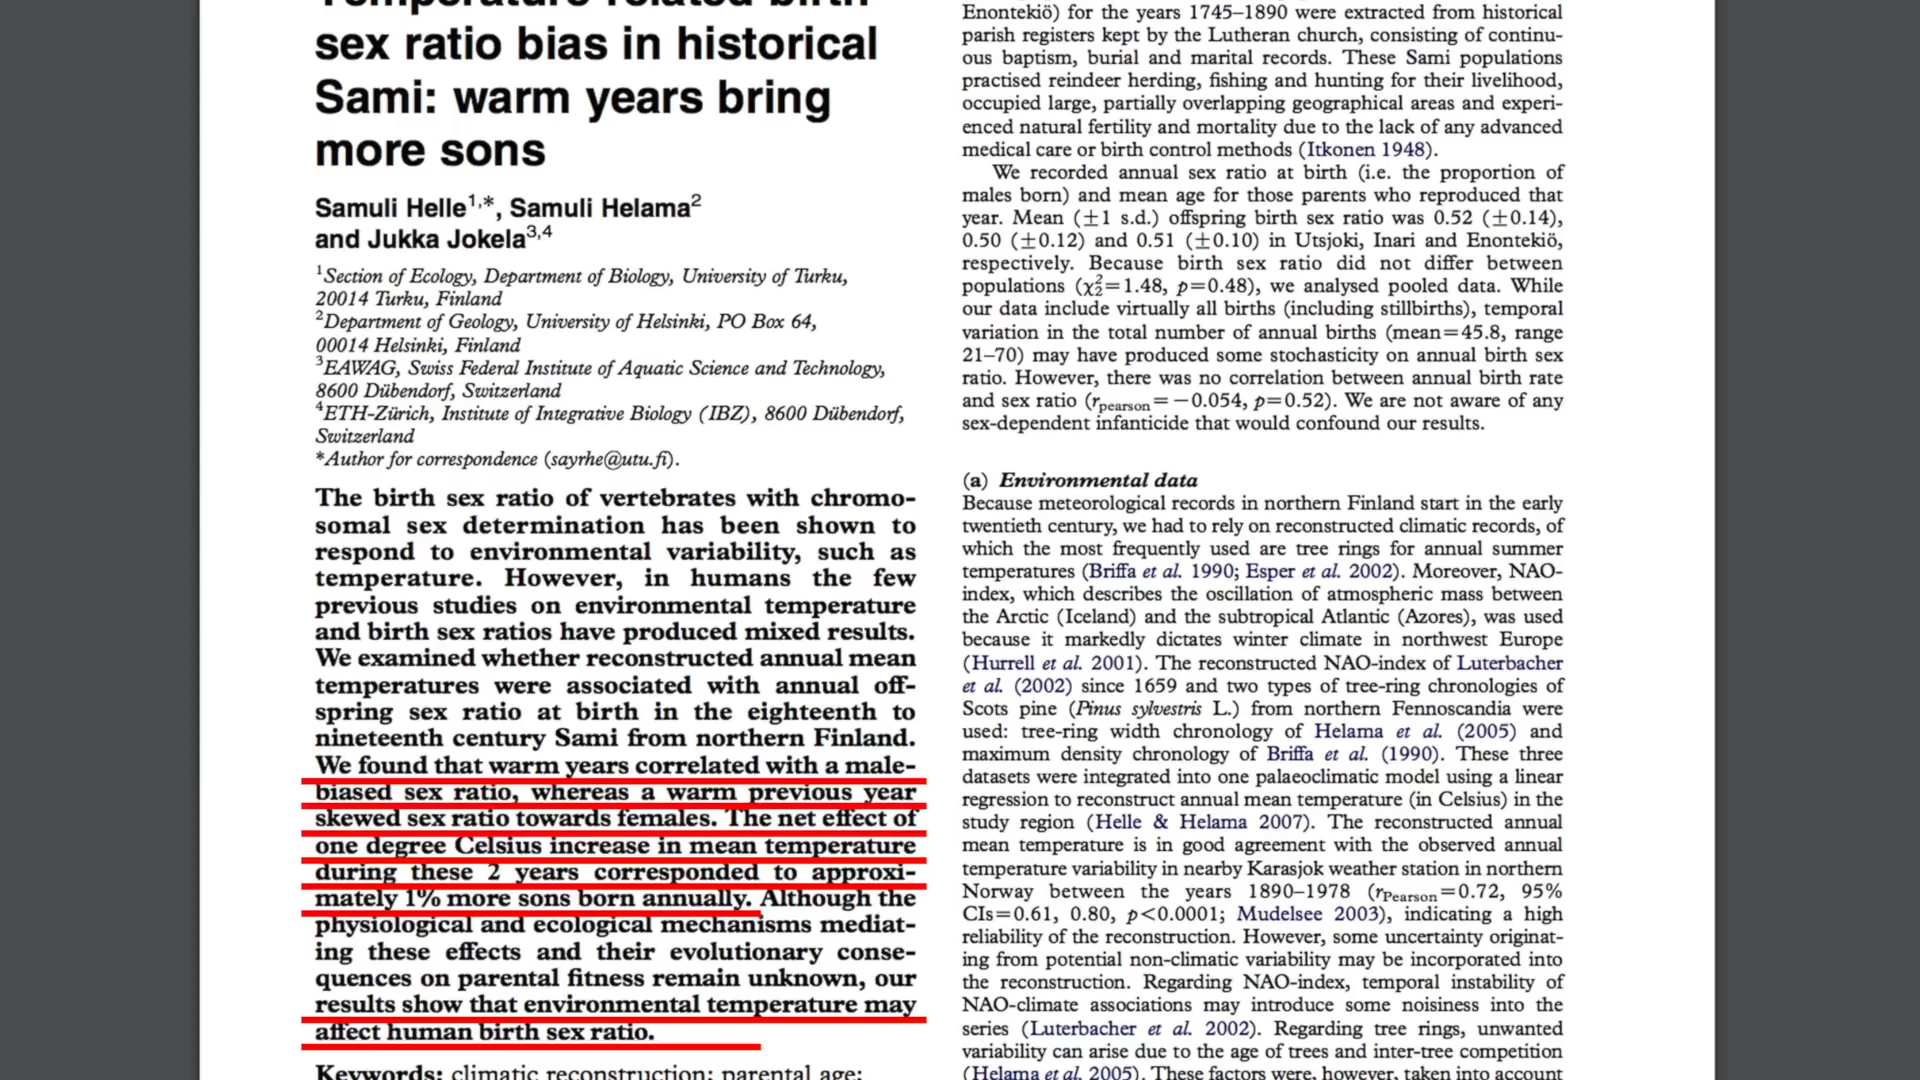 Temperature-related birth
sex ratio bias in historical
Sami: warm years bring
more sons
Samuli Helle1,*, Samuli Helama2
and Jukka Jokela3,4
1Section of Ecology, Department of Biology, University of Turku,
20014 Turku, Finland
2Department of Geology, University of Helsinki, PO Box 64,
00014 Helsinki, Finland
3EAWAG, Swiss Federal Institute of Aquatic Science and Technology,
8600 Dübendorf, Switzerland
4ETH-Zürich, Institute of Integrative Biology (IBZ), 8600 Dübendorf,
Switzerland
*Author for correspondence (sayrhe@utu.fi).
The birth sex ratio of vertebrates with chromo-
somal sex determination has been shown to
respond to environmental variability, such as
temperature. However, in humans the few
previous studies on environmental temperature
and birth sex ratios have produced mixed results.
We examined whether reconstructed annual mean
temperatures were associated with annual off-
spring sex ratio at birth in the eighteenth to
nineteenth century Sami from northern Finland.
We found that warm years correlated with a male-
biased sex ratio, whereas a warm previous year
skewed sex ratio towards females. The net effect of
one degree Celsius increase in mean temperature
during these 2 years corresponded to approxi-
mately 1% more sons born annually. Although the
physiological and ecological mechanisms mediat-
ing these effects and their evolutionary conse-
quences on parental fitness remain unknown, our
results show that environmental temperature may
affect human birth sex ratio.
Keywords: climatic reconstruction; parental age;
Enontekiö) for the years 1745–1890 were extracted from historical
parish registers kept by the Lutheran church, consisting of continu-
ous baptism, burial and marital records. These Sami populations
practised reindeer herding, fishing and hunting for their livelihood,
occupied large, partially overlapping geographical areas and experi-
enced natural fertility and mortality due to the lack of any advanced
medical care or birth control methods (Itkonen 1948).
We recorded annual sex ratio at birth (i.e. the proportion of
males born) and mean age for those parents who reproduced that
year. Mean (±1 s.d.) offspring birth sex ratio was 0.52 (±0.14),
0.50 (±0.12) and 0.51 (±0.10) in Utsjoki, Inari and Enontekiö,
respectively. Because birth sex ratio did not differ between
populations (χ22=1.48, p=0.48), we analysed pooled data. While
our data include virtually all births (including stillbirths), temporal
variation in the total number of annual births (mean=45.8, range
21–70) may have produced some stochasticity on annual birth sex
ratio. However, there was no correlation between annual birth rate
and sex ratio (rpearson=−0.054, p=0.52). We are not aware of any
sex-dependent infanticide that would confound our results.
(a) Environmental data
Because meteorological records in northern Finland start in the early
twentieth century, we had to rely on reconstructed climatic records, of
which the most frequently used are tree rings for annual summer
temperatures (Briffa et al. 1990; Esper et al. 2002). Moreover, NAO-
index, which describes the oscillation of atmospheric mass between
the Arctic (Iceland) and the subtropical Atlantic (Azores), was used
because it markedly dictates winter climate in northwest Europe
(Hurrell et al. 2001). The reconstructed NAO-index of Luterbacher
et al. (2002) since 1659 and two types of tree-ring chronologies of
Scots pine (Pinus sylvestris L.) from northern Fennoscandia were
used: tree-ring width chronology of Helama et al. (2005) and
maximum density chronology of Briffa et al. (1990). These three
datasets were integrated into one palaeoclimatic model using a linear
regression to reconstruct annual mean temperature (in Celsius) in the
study region (Helle & Helama 2007). The reconstructed annual
mean temperature is in good agreement with the observed annual
temperature variability in nearby Karasjok weather station in northern
Norway between the years 1890–1978 (rPearson=0.72, 95%
CIs=0.61, 0.80, p<0.0001; Mudelsee 2003), indicating a high
reliability of the reconstruction. However, some uncertainty originat-
ing from potential non-climatic variability may be incorporated into
the reconstruction. Regarding NAO-index, temporal instability of
NAO-climate associations may introduce some noisiness into the
series (Luterbacher et al. 2002). Regarding tree rings, unwanted
variability can arise due to the age of trees and inter-tree competition
(Helama et al. 2005). These factors were, however, taken into account